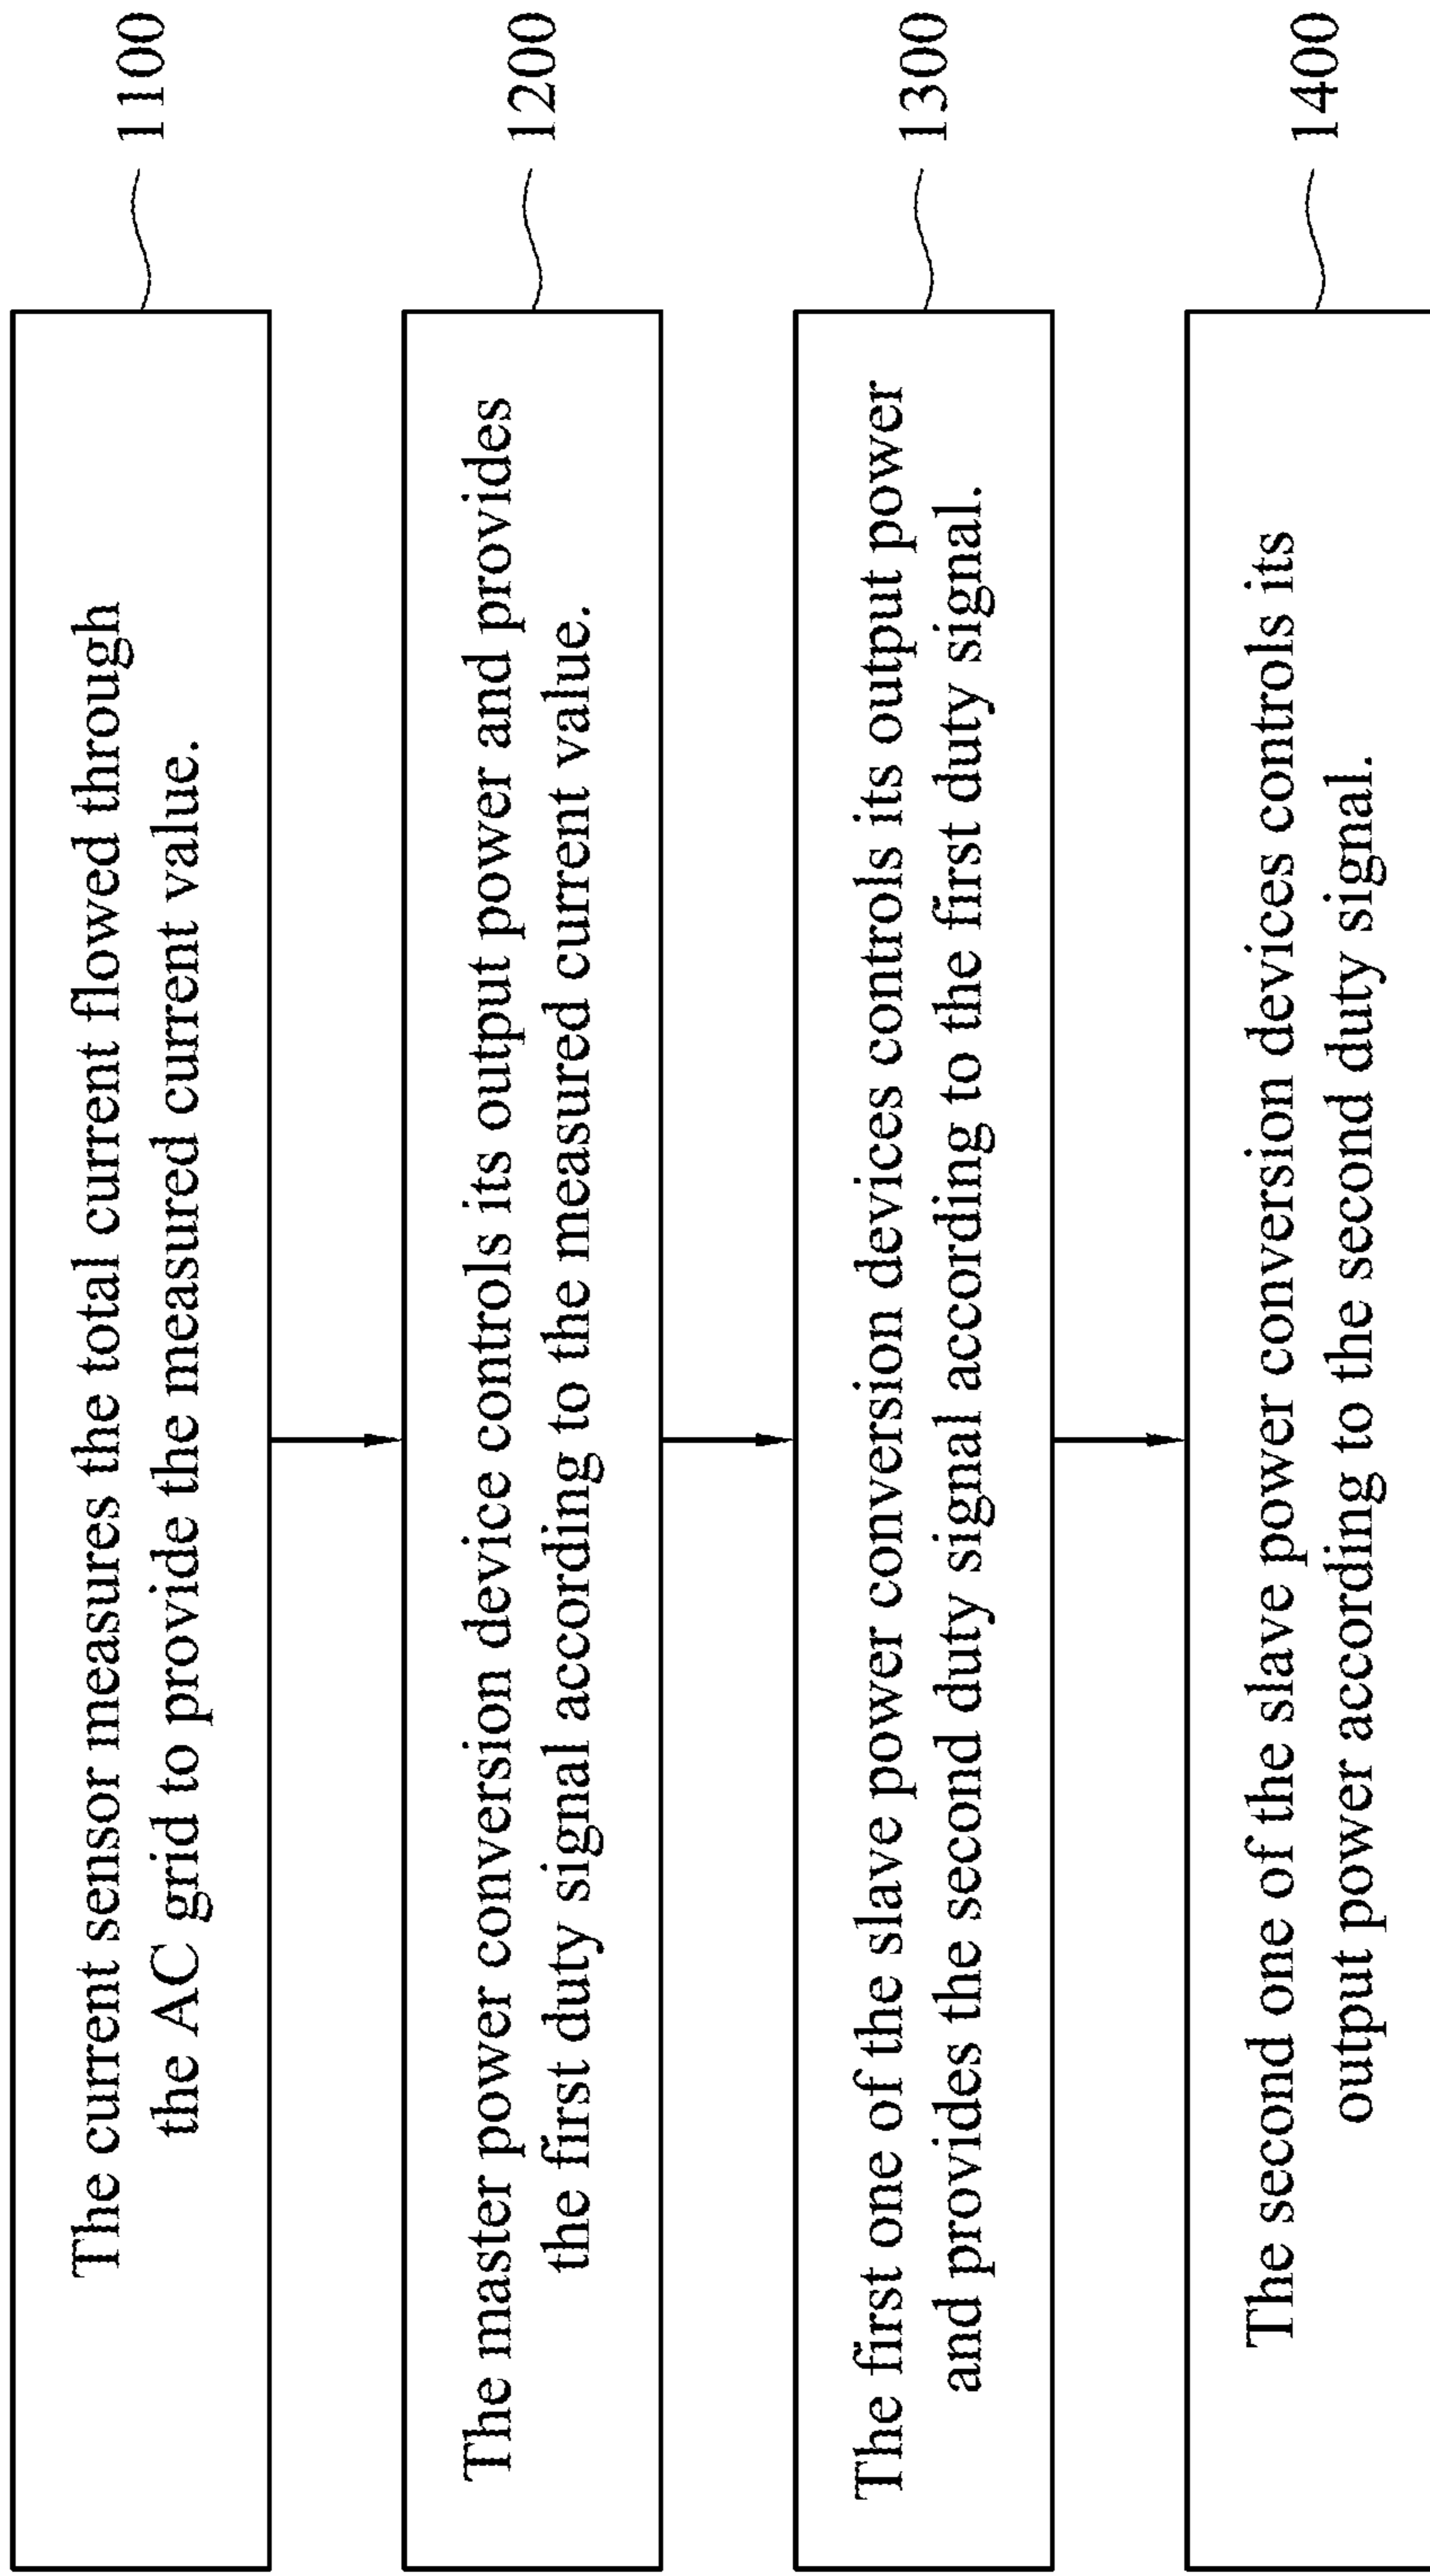 The current sensor measures the total current flowed through
the AC grid to provide the measured current value.
1100
The master power conversion device controls its output power and provides
the first duty signal according to the measured current value.
1200
The first one of the slave power conversion devices controls its output power
and provides the second duty signal according to the first duty signal.
1300
The second one of the slave power conversion devices controls its
output power according to the second duty signal.
1400